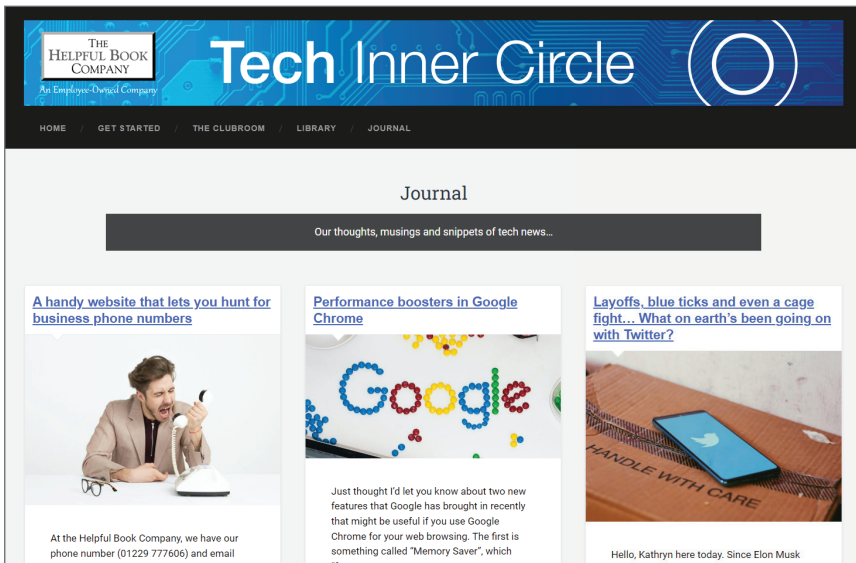 THE
HELPFUL BOOK
COMPANY
An Employee-Owned Company
Tech Inner Circle
HOME / GET STARTED / THE CLUBROOM / LIBRARY / JOURNAL
Journal
Our thoughts, musings and snippets of tech news...
A handy website that lets you hunt for
business phone numbers
At the Helpful Book Company, we have our
phone number (01229 777606) and email
Performance boosters in Google
Chrome
Google
Just thought I'd let you know about two new
features that Google has brought in recently
that might be useful if you use Google
Chrome for your web browsing. The first is
something called “Memory Saver”, which
Layoffs, blue ticks and even a cage
fight… What on earth’s been going on
with Twitter?
HANDLE WITH CARE
Hello, Kathryn here today. Since Elon Musk